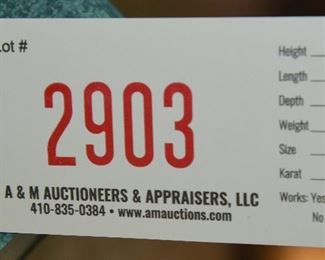 Lot #
2903
A & M AUCTIONEERS & APPRAISERS, LLC
410-835-0384 • www.amauctions.com
Height
Length
Depth
Weight
Size
Karat
Works: Yes
No